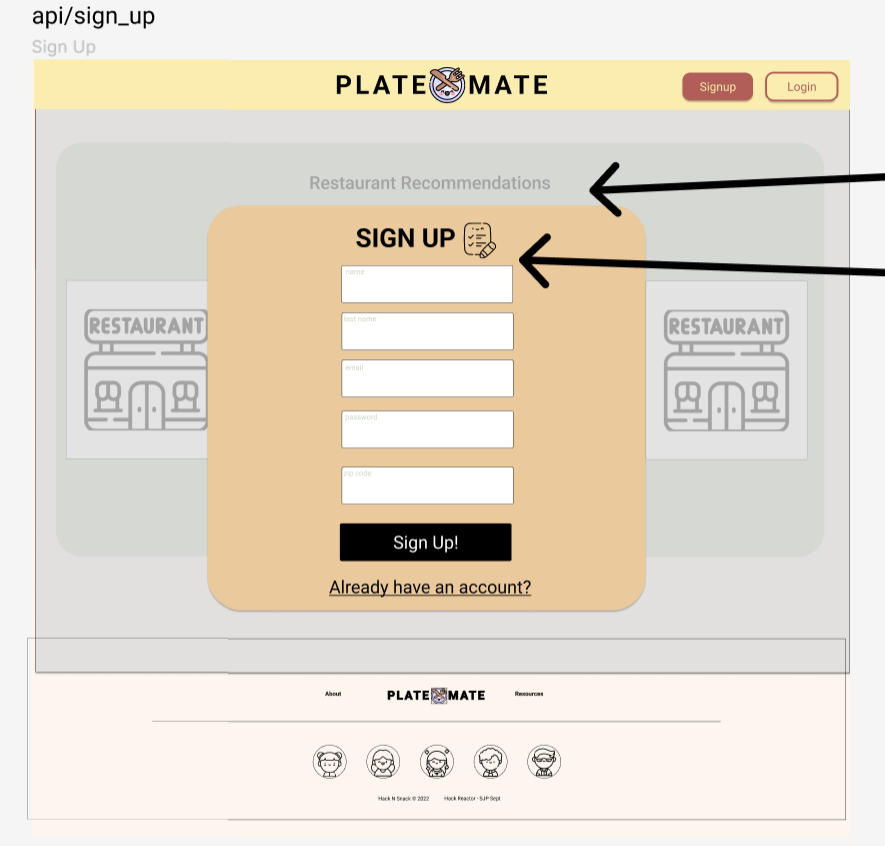 api/sign_up
Sign Up
PLATE MATE
Signup
Login
Restaurant Recommendations
SIGN UP
name
last name
email
password
zip code
RESTAURANT
RESTAURANT
Sign Up!
Already have an account?
About
PLATE MATE
Resources
Hack N Snack © 2022
Hack Reactor - SJP Sept